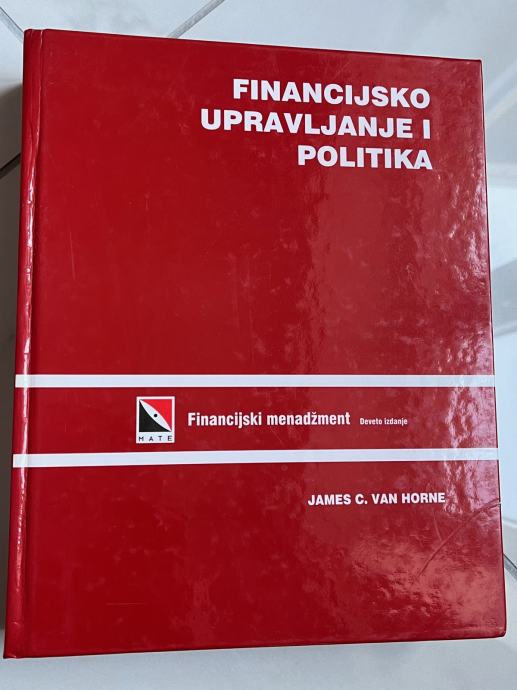 FINANCIJSKO
UPRAVLJANJE I
POLITIKA
MATE
Financijski menadžment Deveto izdanje
JAMES C. VAN HORNE